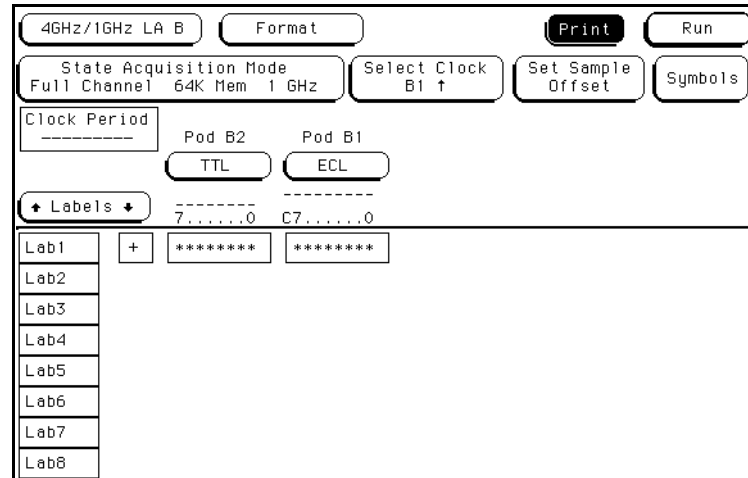 4GHz/1GHz LA B Format Print Run
State Acquisition Mode Select Clock Set Sample Symbols
Full Channel 64K Mem 1 GHz B1 ↑ Offset
Clock Period
--------- Pod B2 Pod B1
TTL ECL
-------- ---------
↑ Labels ↓ 7......0 C7......0
Lab1 + ******** ********
Lab2
Lab3
Lab4
Lab5
Lab6
Lab7
Lab8